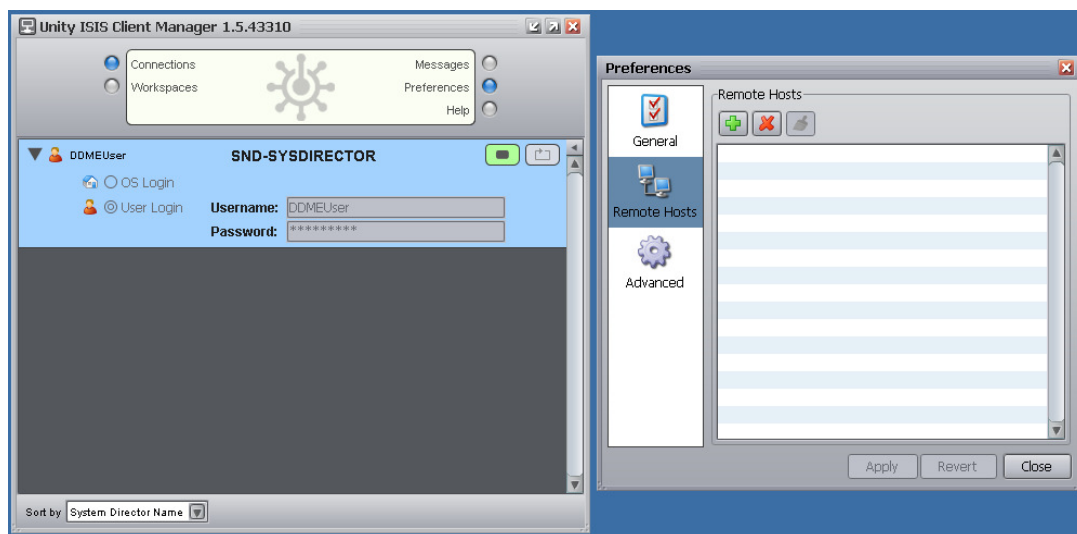 Unity ISIS Client Manager 1.5.43310
Connections
Workspaces
Messages
Preferences
Help
DDMEUser
SND-SYSDIRECTOR
OS Login
User Login
Username: DDMEUser
Password: *********
Sort by System Director Name
Preferences
General
Remote Hosts
Advanced
Remote Hosts
Apply
Revert
Close